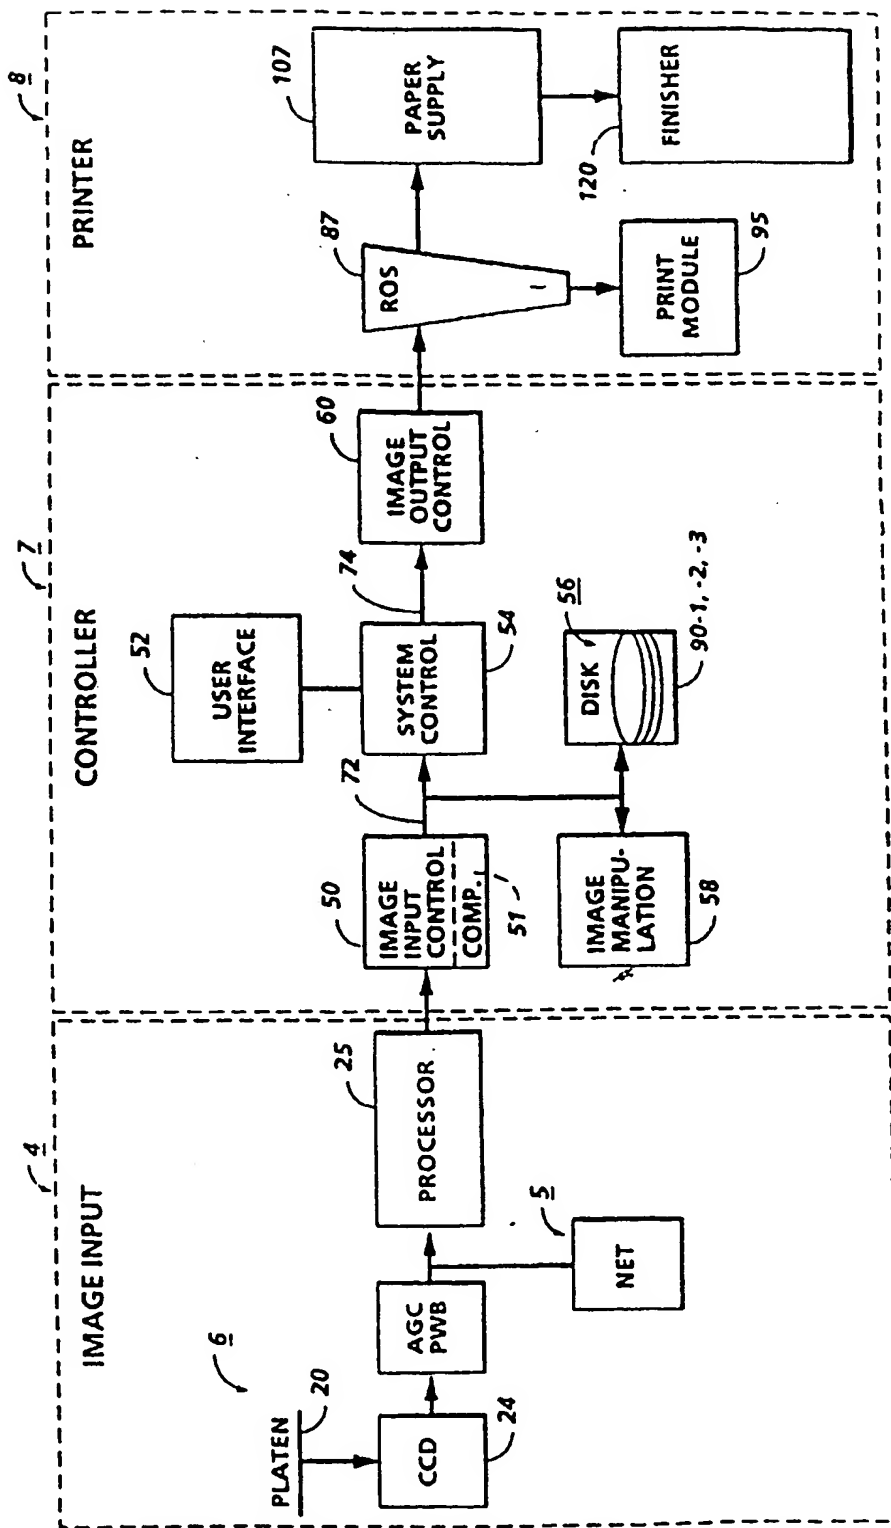 IMAGE INPUT
4
6
PLATEN
20
CCD
24
AGC
PWB
PROCESSOR
25
NET
5
CONTROLLER
7
50
IMAGE
INPUT
CONTROL
COMP.
51
72
USER
INTERFACE
52
SYSTEM
CONTROL
54
74
IMAGE
OUTPUT
CONTROL
60
IMAGE
MANIPU-
LATION
58
DISK
56
90-1, -2, -3
PRINTER
8
ROS
87
PAPER
SUPPLY
107
PRINT
MODULE
95
FINISHER
120